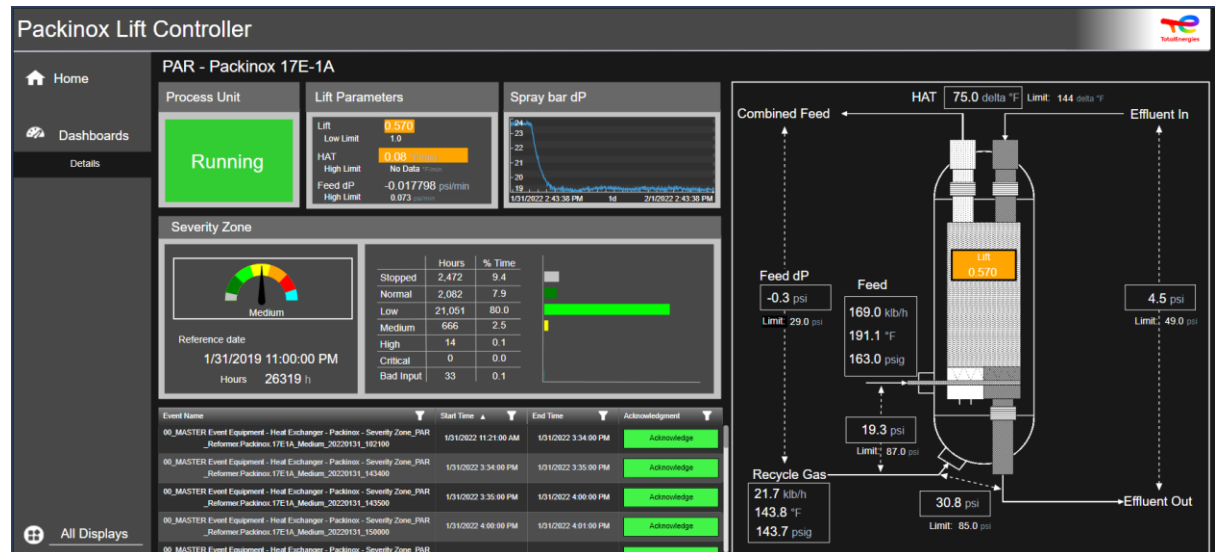 Packinox Lift Controller
TotalEnergies
Home
Dashboards
Details
All Displays
PAR - Packinox 17E-1A
Process Unit
Running
Lift Parameters
Lift 0.570
Low Limit 1.0
HAT 0.08
High Limit No Data °F/min
Feed dP -0.017798 psi/min
High Limit 0.073 psi/min
Spray bar dP
24
23
22
21
20
19
1/31/2022 2:43:38 PM 1d 2/1/2022 2:43:38 PM
Severity Zone
Medium
Reference date
1/31/2019 11:00:00 PM
Hours 26319 h
Hours % Time
Stopped 2,472 9.4
Normal 2,082 7.9
Low 21,051 80.0
Medium 666 2.5
High 14 0.1
Critical 0 0.0
Bad Input 33 0.1
Event Name Start Time End Time Acknowledgment
00_MASTER Event Equipment - Heat Exchanger - Packinox - Severity Zone_PAR
_Reformer.Packinox.17E1A_Medium_20220131_102100 1/31/2022 11:21:00 AM 1/31/2022 3:34:00 PM Acknowledge
00_MASTER Event Equipment - Heat Exchanger - Packinox - Severity Zone_PAR
_Reformer.Packinox.17E1A_Medium_20220131_143400 1/31/2022 3:34:00 PM 1/31/2022 3:35:00 PM Acknowledge
00_MASTER Event Equipment - Heat Exchanger - Packinox - Severity Zone_PAR
_Reformer.Packinox.17E1A_Medium_20220131_143500 1/31/2022 3:35:00 PM 1/31/2022 4:00:00 PM Acknowledge
00_MASTER Event Equipment - Heat Exchanger - Packinox - Severity Zone_PAR
_Reformer.Packinox.17E1A_Medium_20220131_150000 1/31/2022 4:00:00 PM 1/31/2022 4:01:00 PM Acknowledge
00_MASTER Event Equipment - Heat Exchanger - Packinox - Severity Zone_PAR
HAT 75.0 delta °F Limit: 144 delta °F
Combined Feed
Effluent In
Lift
0.570
Feed dP
-0.3 psi
Limit: 29.0 psi
Feed
169.0 klb/h
191.1 °F
163.0 psig
4.5 psi
Limit: 49.0 psi
19.3 psi
Limit: 87.0 psi
Recycle Gas
21.7 klb/h
143.8 °F
143.7 psig
30.8 psi
Limit: 85.0 psi
Effluent Out